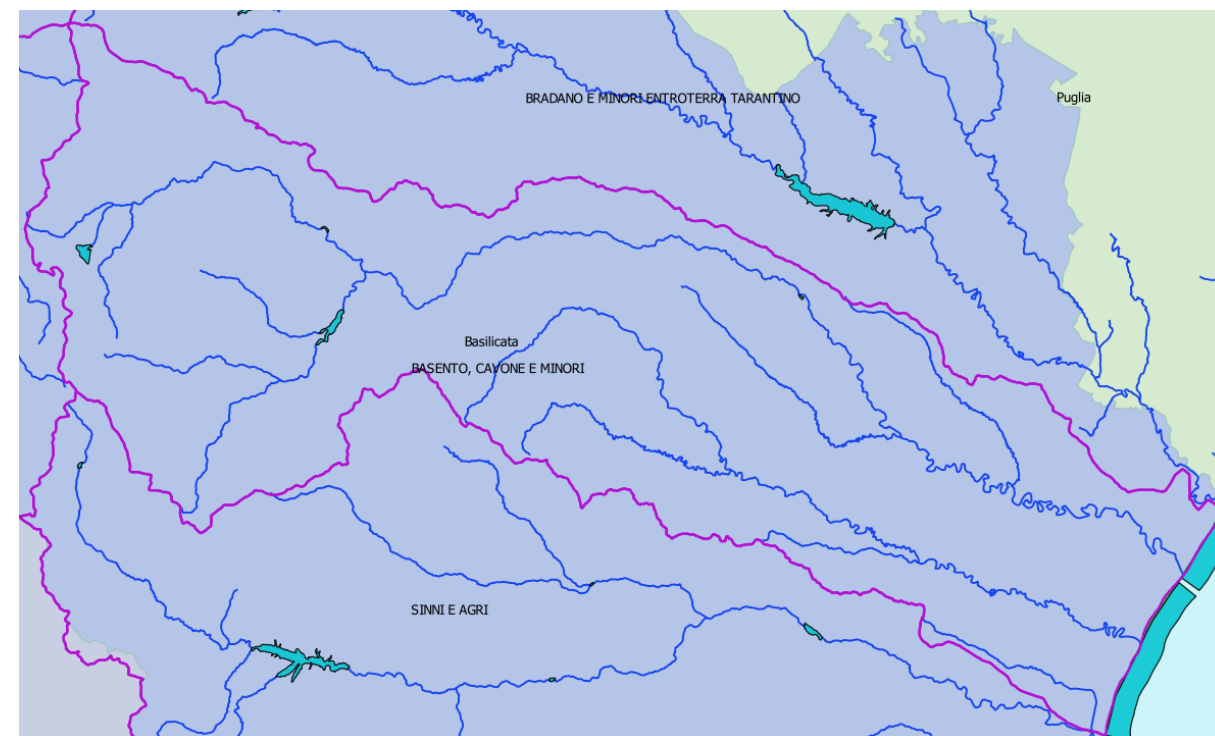 BRADANO E MINORI ENTROTERRA TARANTINO
Puglia
Basilicata
BASENTO, CAVONE E MINORI
SINNI E AGRI